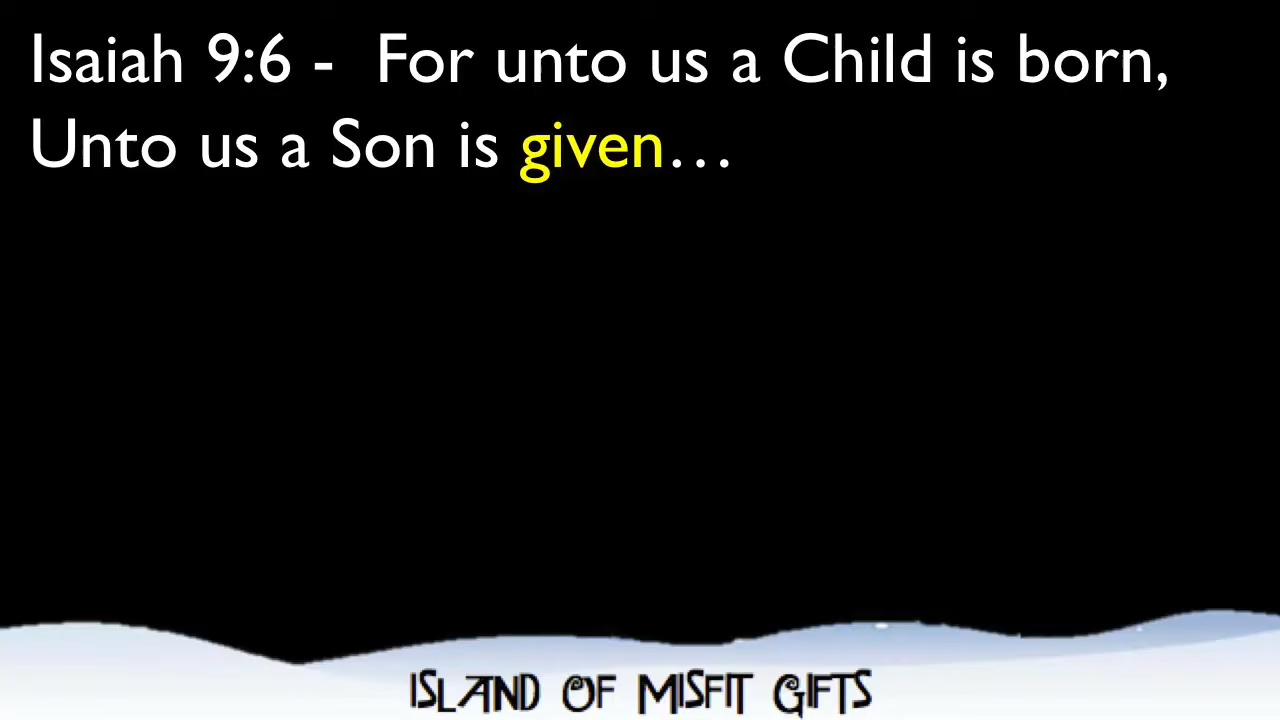 Isaiah 9:6 -  For unto us a Child is born,
Unto us a Son is given…
ISLAND OF MISFIT GIFTS